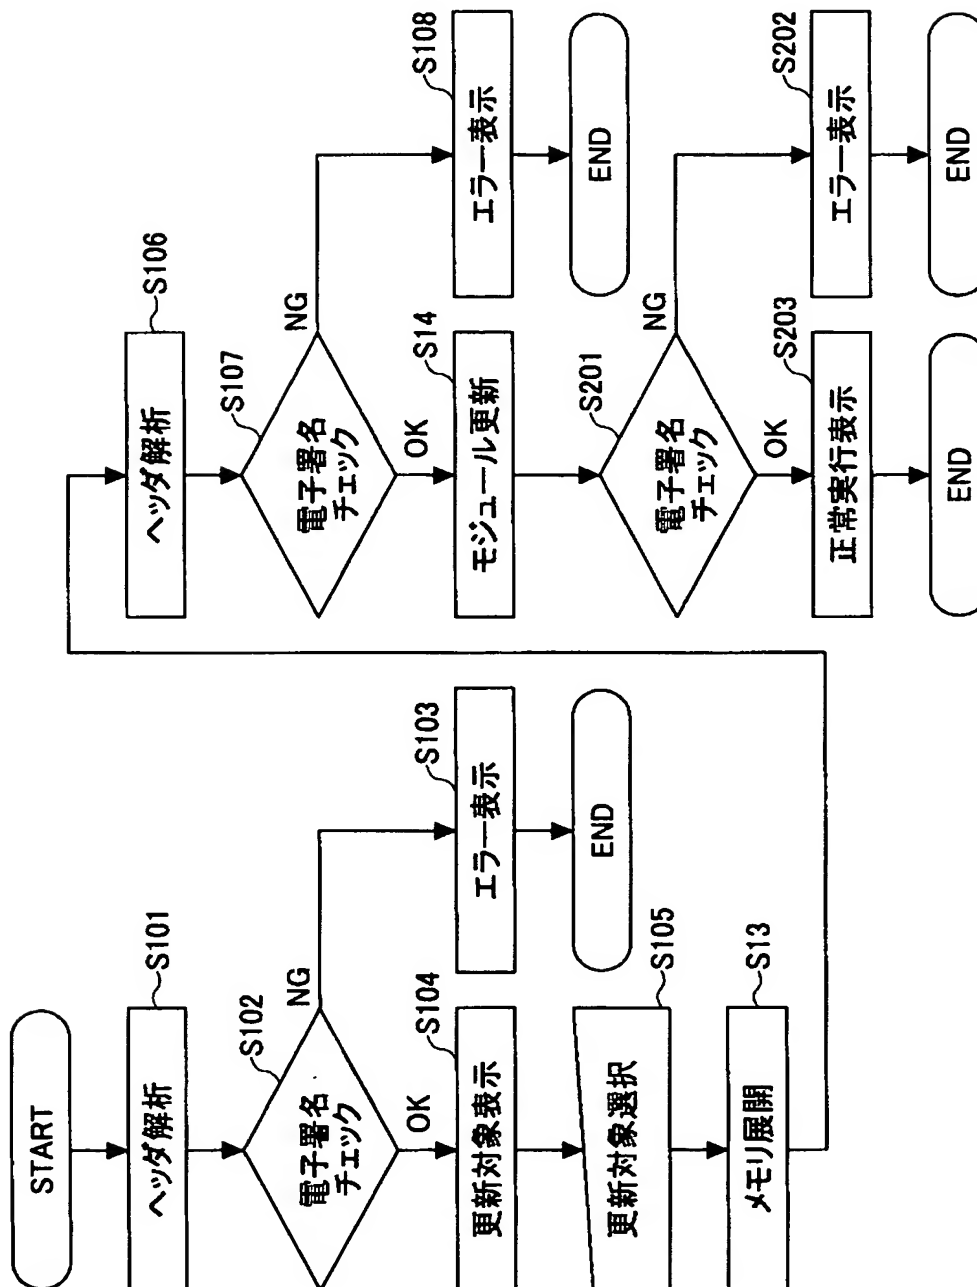 START
ヘッダ解析
S101
電子署名
チェック
S102
NG
OK
エラー表示
S103
END
更新対象表示
S104
更新対象選択
S105
メモリ展開
S13
ヘッダ解析
S106
電子署名
チェック
S107
NG
OK
エラー表示
S108
END
モジュール更新
S14
電子署名
チェック
S201
NG
OK
エラー表示
S202
END
正常実行表示
S203
END